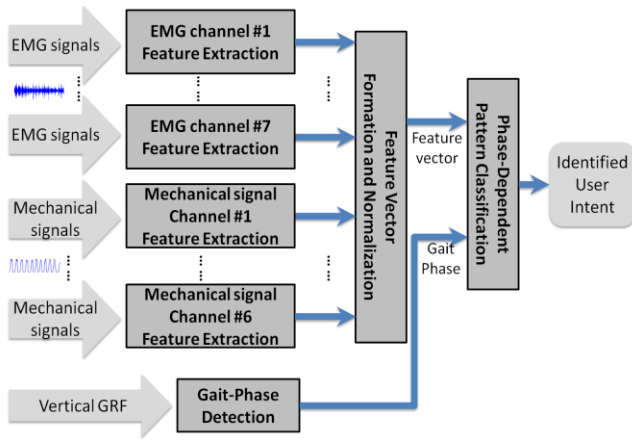 EMG signals
EMG channel #1
Feature Extraction
EMG signals
EMG channel #7
Feature Extraction
Mechanical
signals
Mechanical signal
Channel #1
Feature Extraction
Mechanical
signals
Mechanical signal
Channel #6
Feature Extraction
Vertical GRF
Gait-Phase
Detection
Feature Vector
Formation and Normalization
Feature
vector
Gait
Phase
Phase-Dependent
Pattern Classification
Identified
User
Intent